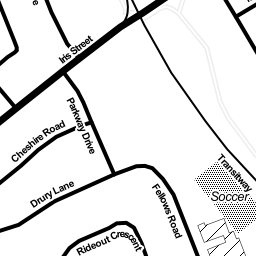 Iris Street
Parkway Drive
Cheshire Road
Transitway
Drury Lane
Fellows Road
Soccer
Rideout Crescent